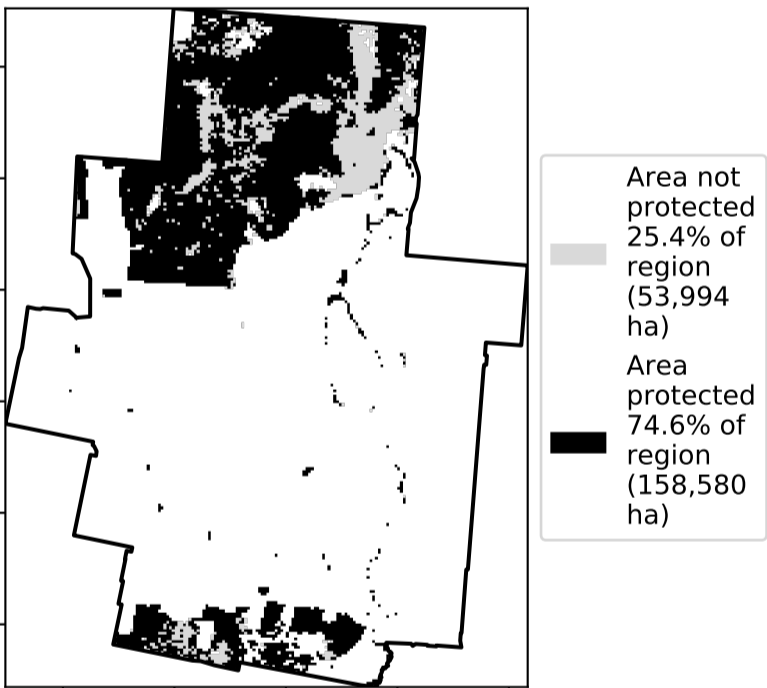 Area not
protected
25.4% of
region
(53,994
ha)
Area
protected
74.6% of
region
(158,580
ha)